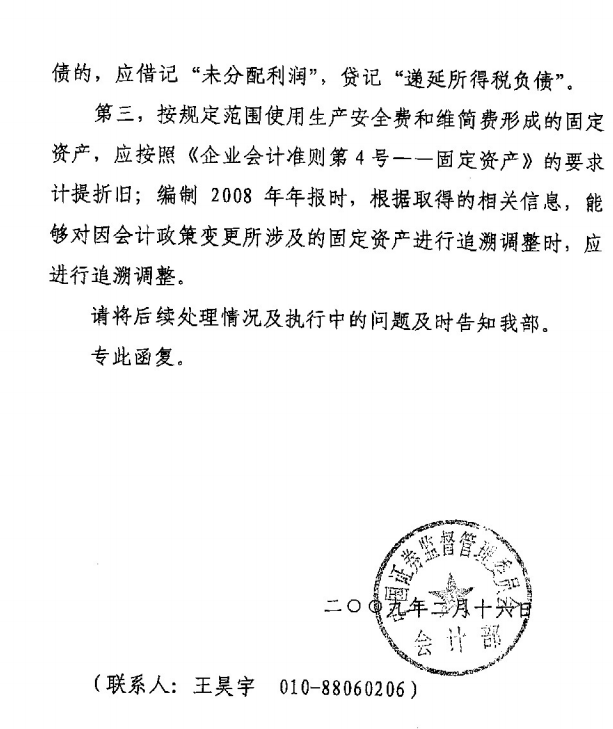 债的，应借记“未分配利润”，贷记“递延所得税负债”。
第三，按规定范围使用生产安全费和维简费形成的固定
资产，应按照《企业会计准则第4号——固定资产》的要求
计提折旧；编制 2008 年年报时，根据取得的相关信息，能
够对因会计政策变更所涉及的固定资产进行追溯调整时，应
进行追溯调整。
请将后续处理情况及执行中的问题及时告知我部。
专此函复。
中国证券监督管理委员会
二〇〇九年二月十六日
会计部
（联系人：王昊宇 010-88060206）